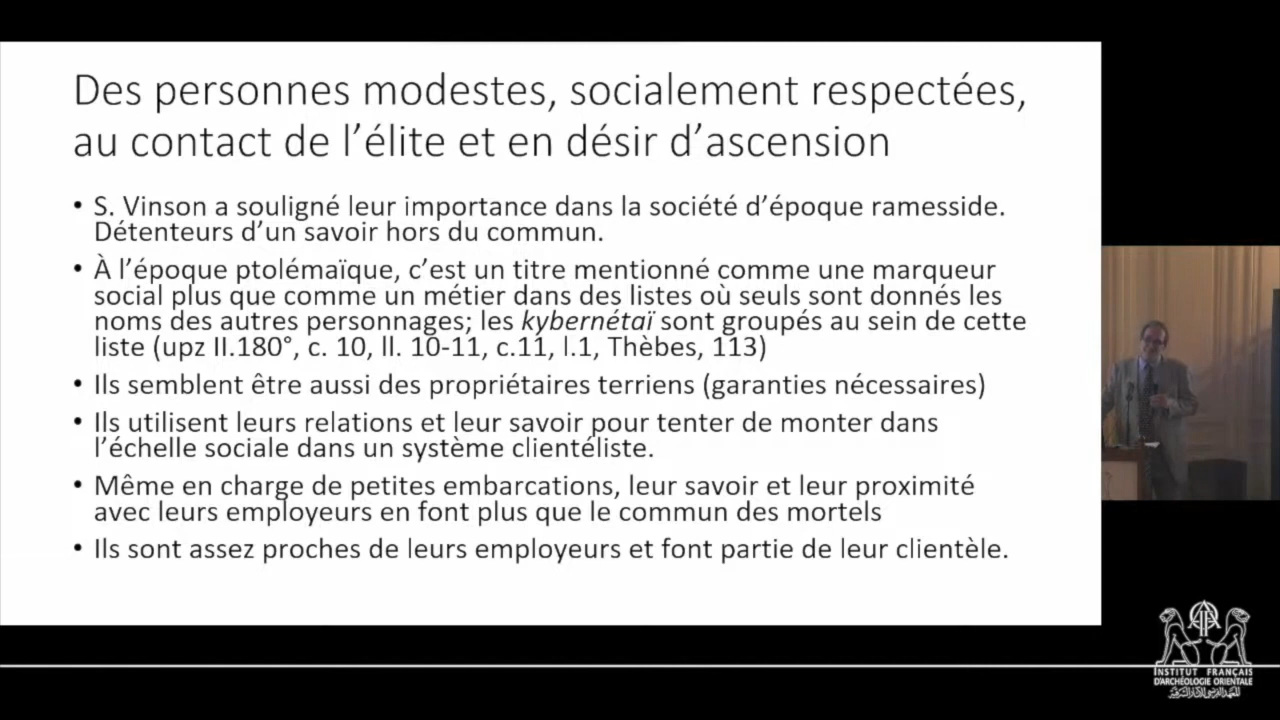 Des personnes modestes, socialement respectées,
au contact de l’élite et en désir d’ascension
• S. Vinson a souligné leur importance dans la société d’époque ramesside.
Détenteurs d’un savoir hors du commun.
• À l’époque ptolémaïque, c’est un titre mentionné comme une marqueur
social plus que comme un métier dans des listes où seuls sont donnés les
noms des autres personnages; les kybernétaï sont groupés au sein de cette
liste (upz II.180°, c. 10, ll. 10-11, c.11, l.1, Thèbes, 113)
• Ils semblent être aussi des propriétaires terriens (garanties nécessaires)
• Ils utilisent leurs relations et leur savoir pour tenter de monter dans
l’échelle sociale dans un système clientéliste.
• Même en charge de petites embarcations, leur savoir et leur proximité
avec leurs employeurs en font plus que le commun des mortels
• Ils sont assez proches de leurs employeurs et font partie de leur clientèle.
INSTITUT FRANÇAIS
D’ARCHÉOLOGIE ORIENTALE